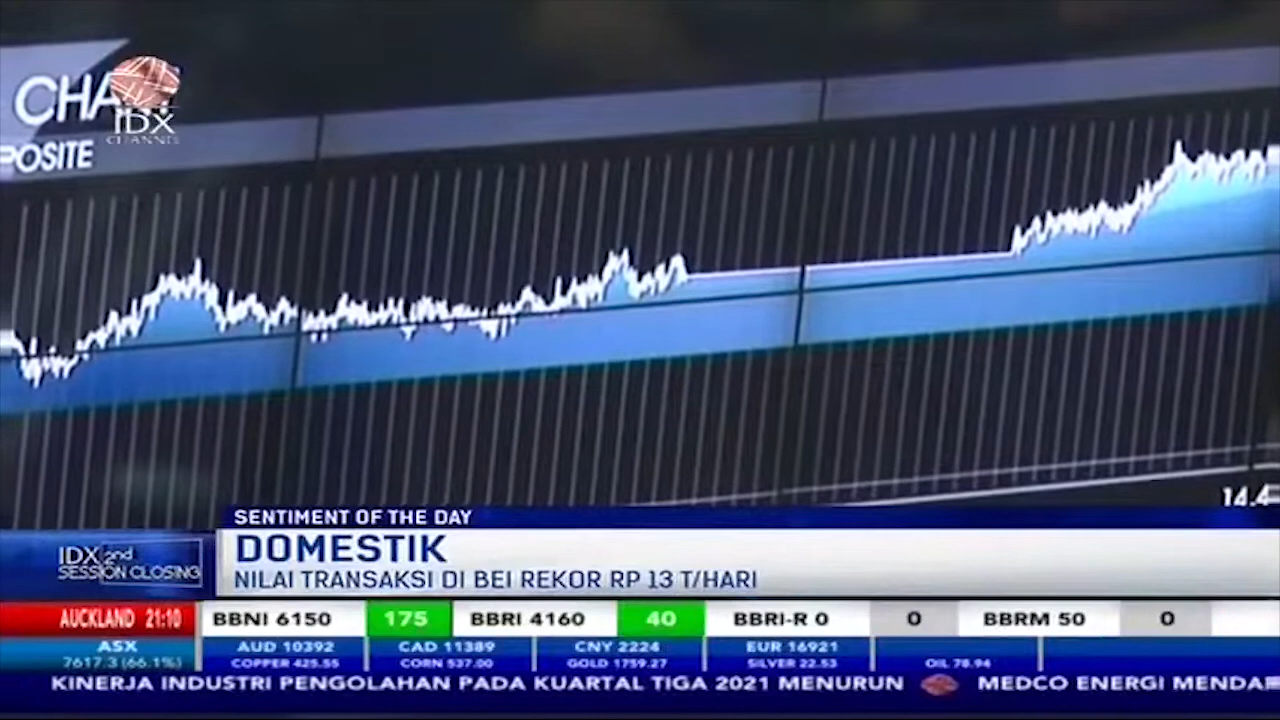 CHA
IDX
CHANNEL
POSITE
14.4
SENTIMENT OF THE DAY
DOMESTIK
NILAI TRANSAKSI DI BEI REKOR RP 13 T/HARI
IDX 2nd
SESSION CLOSING
AUCKLAND 21:10 BBNI 6150 175 BBRI 4160 40 BBRI-R 0 0 BBRM 50 0
ASX AUD 10392 CAD 11389 CNY 2224 EUR 16921
7617.3 (66.1%) COPPER 425.55 CORN 537.00 GOLD 1759.27 SILVER 22.53 OIL 78.94
KINERJA INDUSTRI PENGOLAHAN PADA KUARTAL TIGA 2021 MENURUN MEDCO ENERGI MENDA